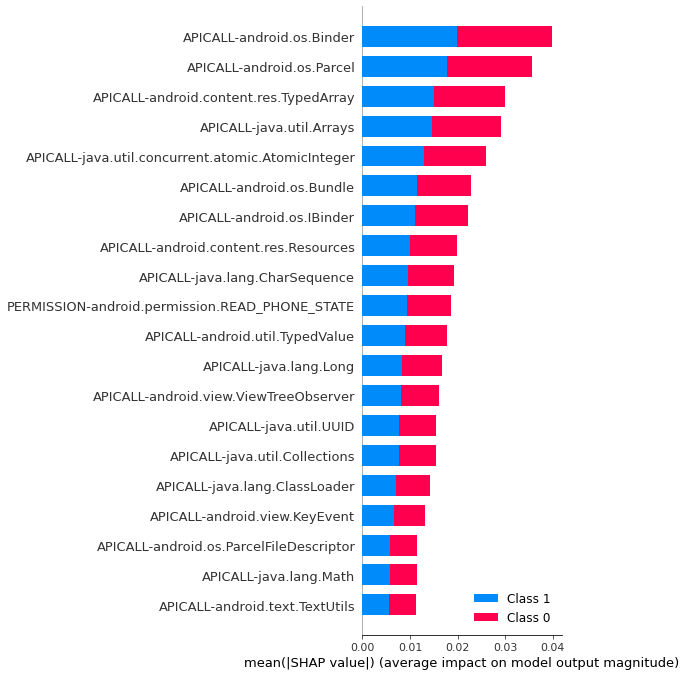 APICALL-android.os.Binder
APICALL-android.os.Parcel
APICALL-android.content.res.TypedArray
APICALL-java.util.Arrays
APICALL-java.util.concurrent.atomic.AtomicInteger
APICALL-android.os.Bundle
APICALL-android.os.IBinder
APICALL-android.content.res.Resources
APICALL-java.lang.CharSequence
PERMISSION-android.permission.READ_PHONE_STATE
APICALL-android.util.TypedValue
APICALL-java.lang.Long
APICALL-android.view.ViewTreeObserver
APICALL-java.util.UUID
APICALL-java.util.Collections
APICALL-java.lang.ClassLoader
APICALL-android.view.KeyEvent
APICALL-android.os.ParcelFileDescriptor
APICALL-java.lang.Math
APICALL-android.text.TextUtils
Class 1
Class 0
0.00 0.01 0.02 0.03 0.04
mean(|SHAP value|) (average impact on model output magnitude)